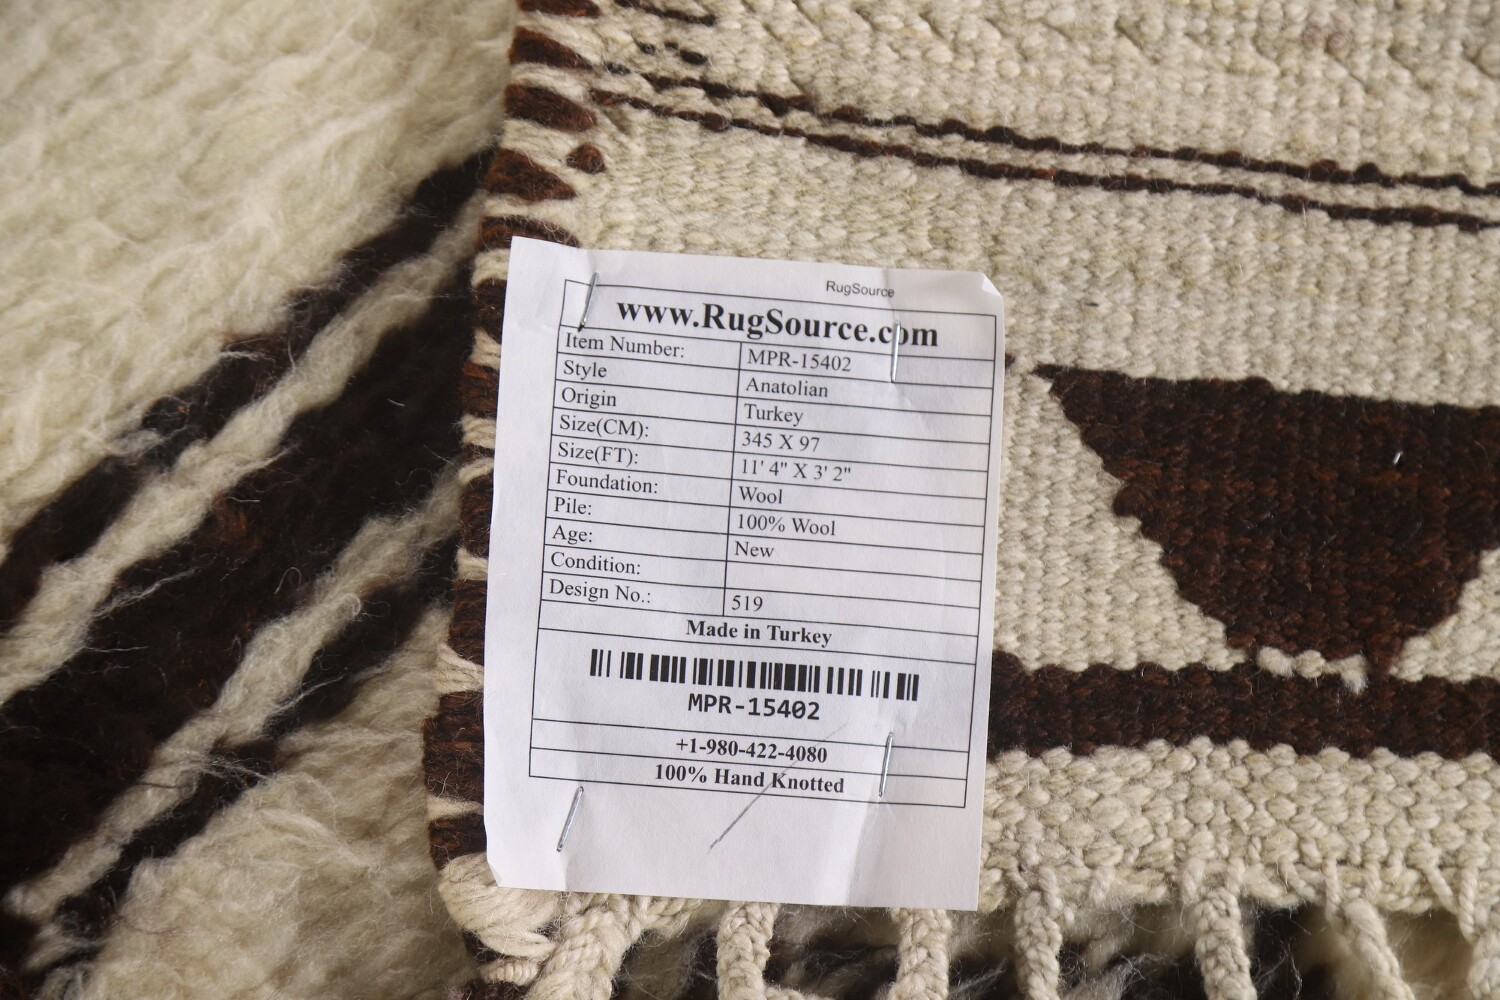 RugSource
www.RugSource.com
Item Number: MPR-15402
Style Anatolian
Origin Turkey
Size(CM): 345 X 97
Size(FT): 11' 4" X 3' 2"
Foundation: Wool
Pile: 100% Wool
Age: New
Condition:
Design No.: 519
Made in Turkey
MPR-15402
+1-980-422-4080
100% Hand Knotted